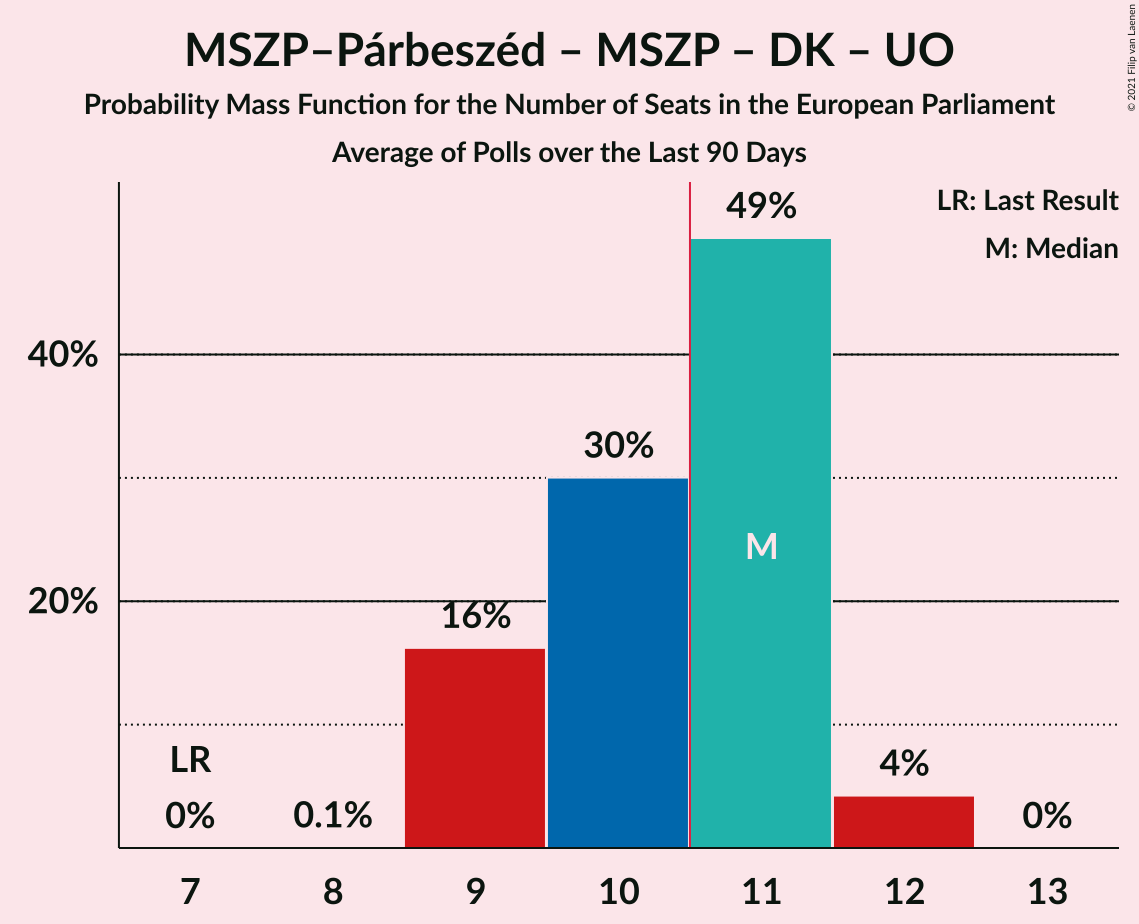 MSZP–Párbeszéd – MSZP – DK – UO
Probability Mass Function for the Number of Seats in the European Parliament
Average of Polls over the Last 90 Days
© 2021 Filip van Laenen
LR: Last Result
M: Median
49%
40%
30%
M
20%
16%
LR
0%
0.1%
4%
0%
7
8
9
10
11
12
13